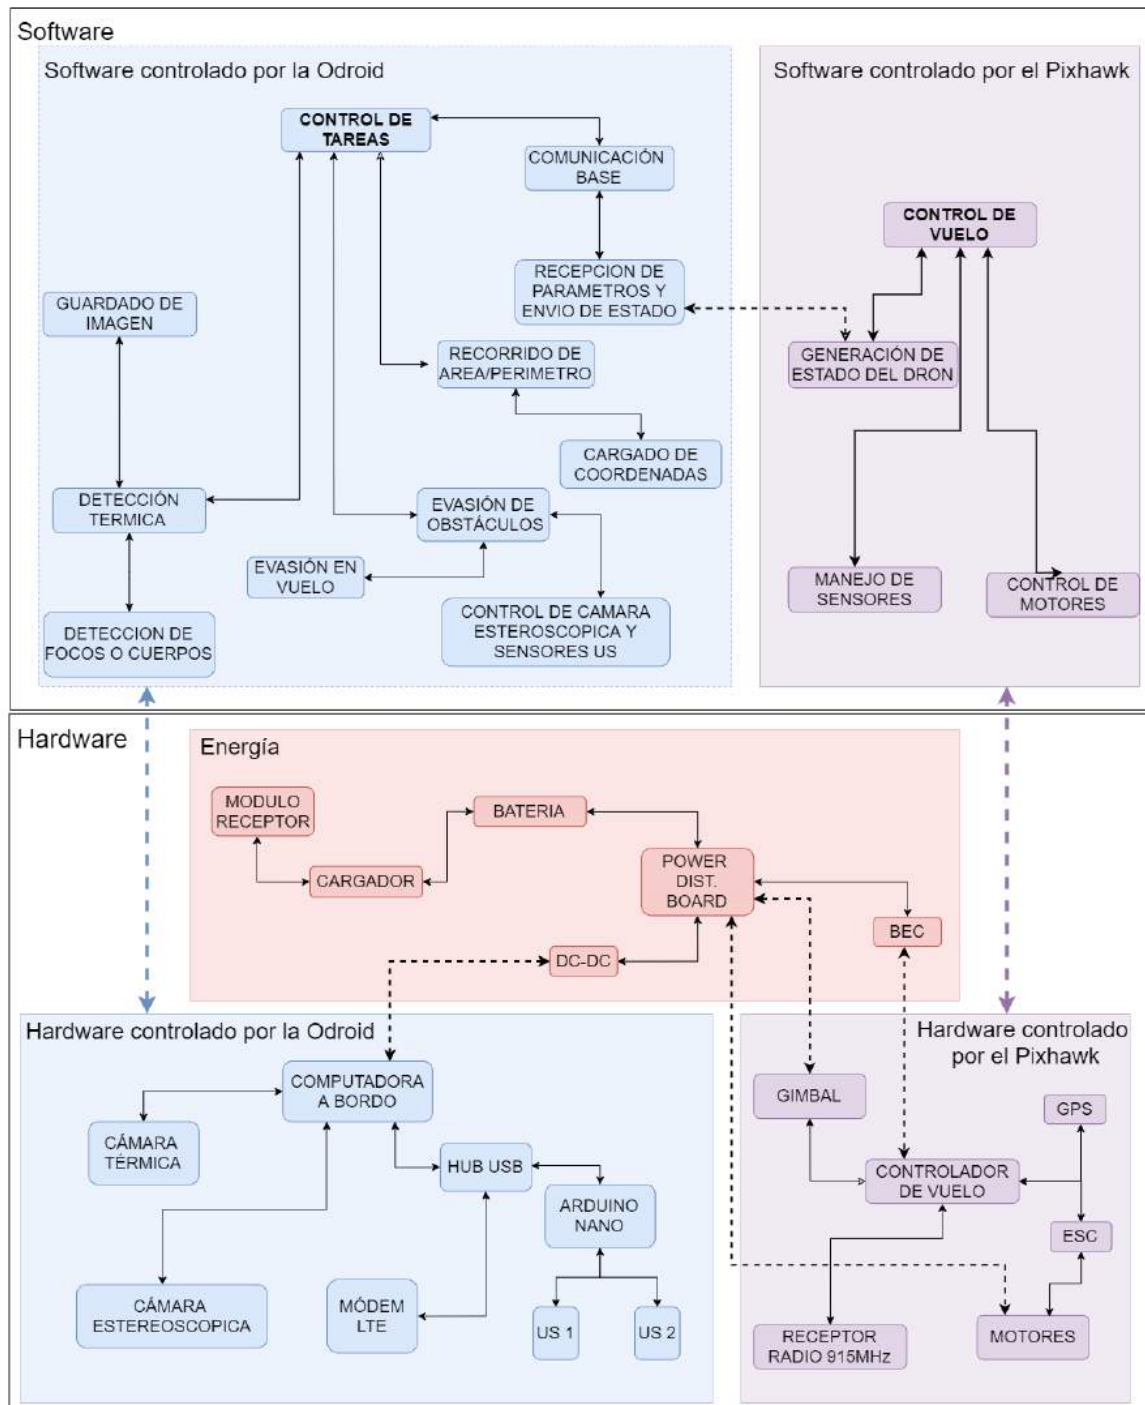 Software
Software controlado por la Odroid
CONTROL DE
TAREAS
COMUNICACIÓN
BASE
RECEPCION DE
PARAMETROS Y
ENVIO DE ESTADO
GUARDADO DE
IMAGEN
RECORRIDO DE
AREA/PERIMETRO
CARGADO DE
COORDENADAS
DETECCIÓN
TERMICA
EVASIÓN DE
OBSTÁCULOS
EVASIÓN EN
VUELO
CONTROL DE CAMARA
ESTEROSCOPICA Y
SENSORES US
DETECCION DE
FOCOS O CUERPOS
Software controlado por el Pixhawk
CONTROL DE
VUELO
GENERACIÓN DE
ESTADO DEL DRON
MANEJO DE
SENSORES
CONTROL DE
MOTORES
Hardware
Energía
MODULO
RECEPTOR
BATERIA
CARGADOR
POWER
DIST.
BOARD
BEC
DC-DC
Hardware controlado por la Odroid
COMPUTADORA
A BORDO
CÁMARA
TÉRMICA
HUB USB
ARDUINO
NANO
CÁMARA
ESTEREOSCOPICA
MÓDEM
LTE
US 1
US 2
Hardware controlado
por el Pixhawk
GIMBAL
GPS
CONTROLADOR
DE VUELO
ESC
RECEPTOR
RADIO 915MHz
MOTORES